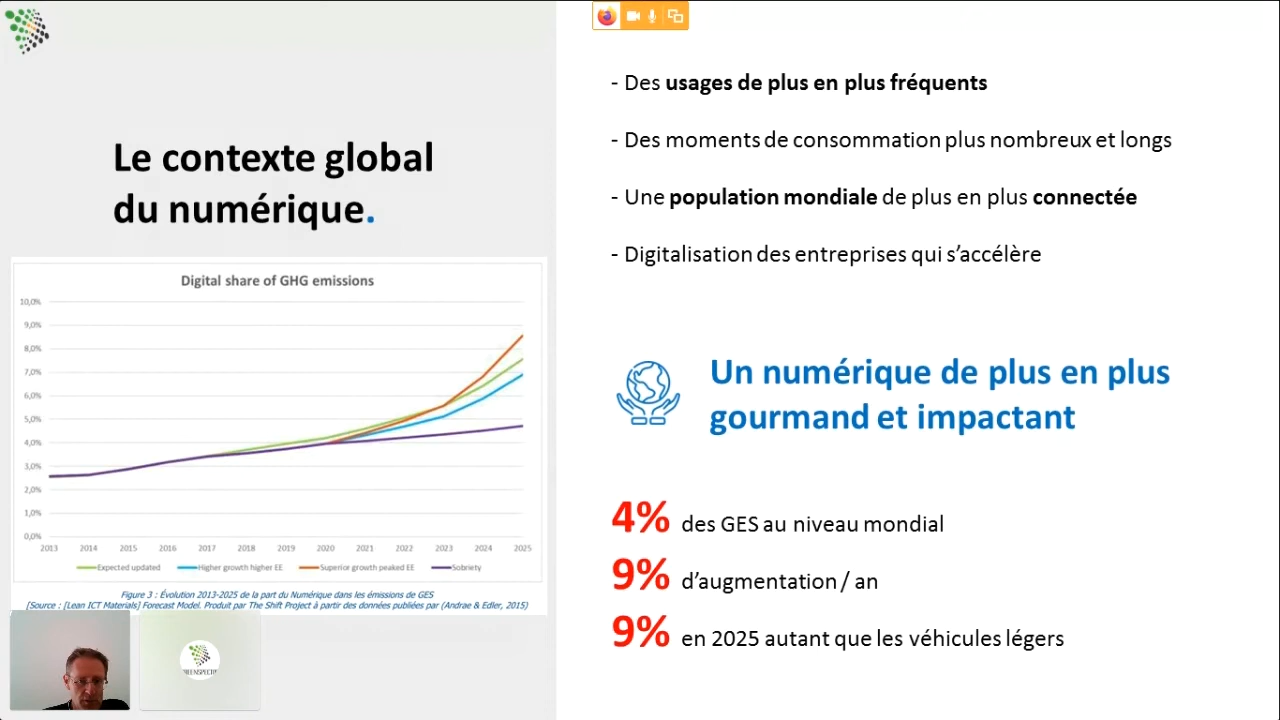 Le contexte global
du numérique.
Digital share of GHG emissions
10,0%
9,0%
8,0%
7,0%
6,0%
5,0%
4,0%
3,0%
2,0%
1,0%
0,0%
2013 2014 2015 2016 2017 2018 2019 2020 2021 2022 2023 2024 2025
Expected updated Higher growth higher EE Superior growth peaked EE Sobriety
Figure 3 : Évolution 2013-2025 de la part du Numérique dans les émissions de GES
[Source : [Lean ICT Materials] Forecast Model. Produit par The Shift Project à partir des données publiées par (Andrae & Edler, 2015)
- Des usages de plus en plus fréquents
- Des moments de consommation plus nombreux et longs
- Une population mondiale de plus en plus connectée
- Digitalisation des entreprises qui s’accélère
Un numérique de plus en plus
gourmand et impactant
4% des GES au niveau mondial
9% d’augmentation / an
9% en 2025 autant que les véhicules légers